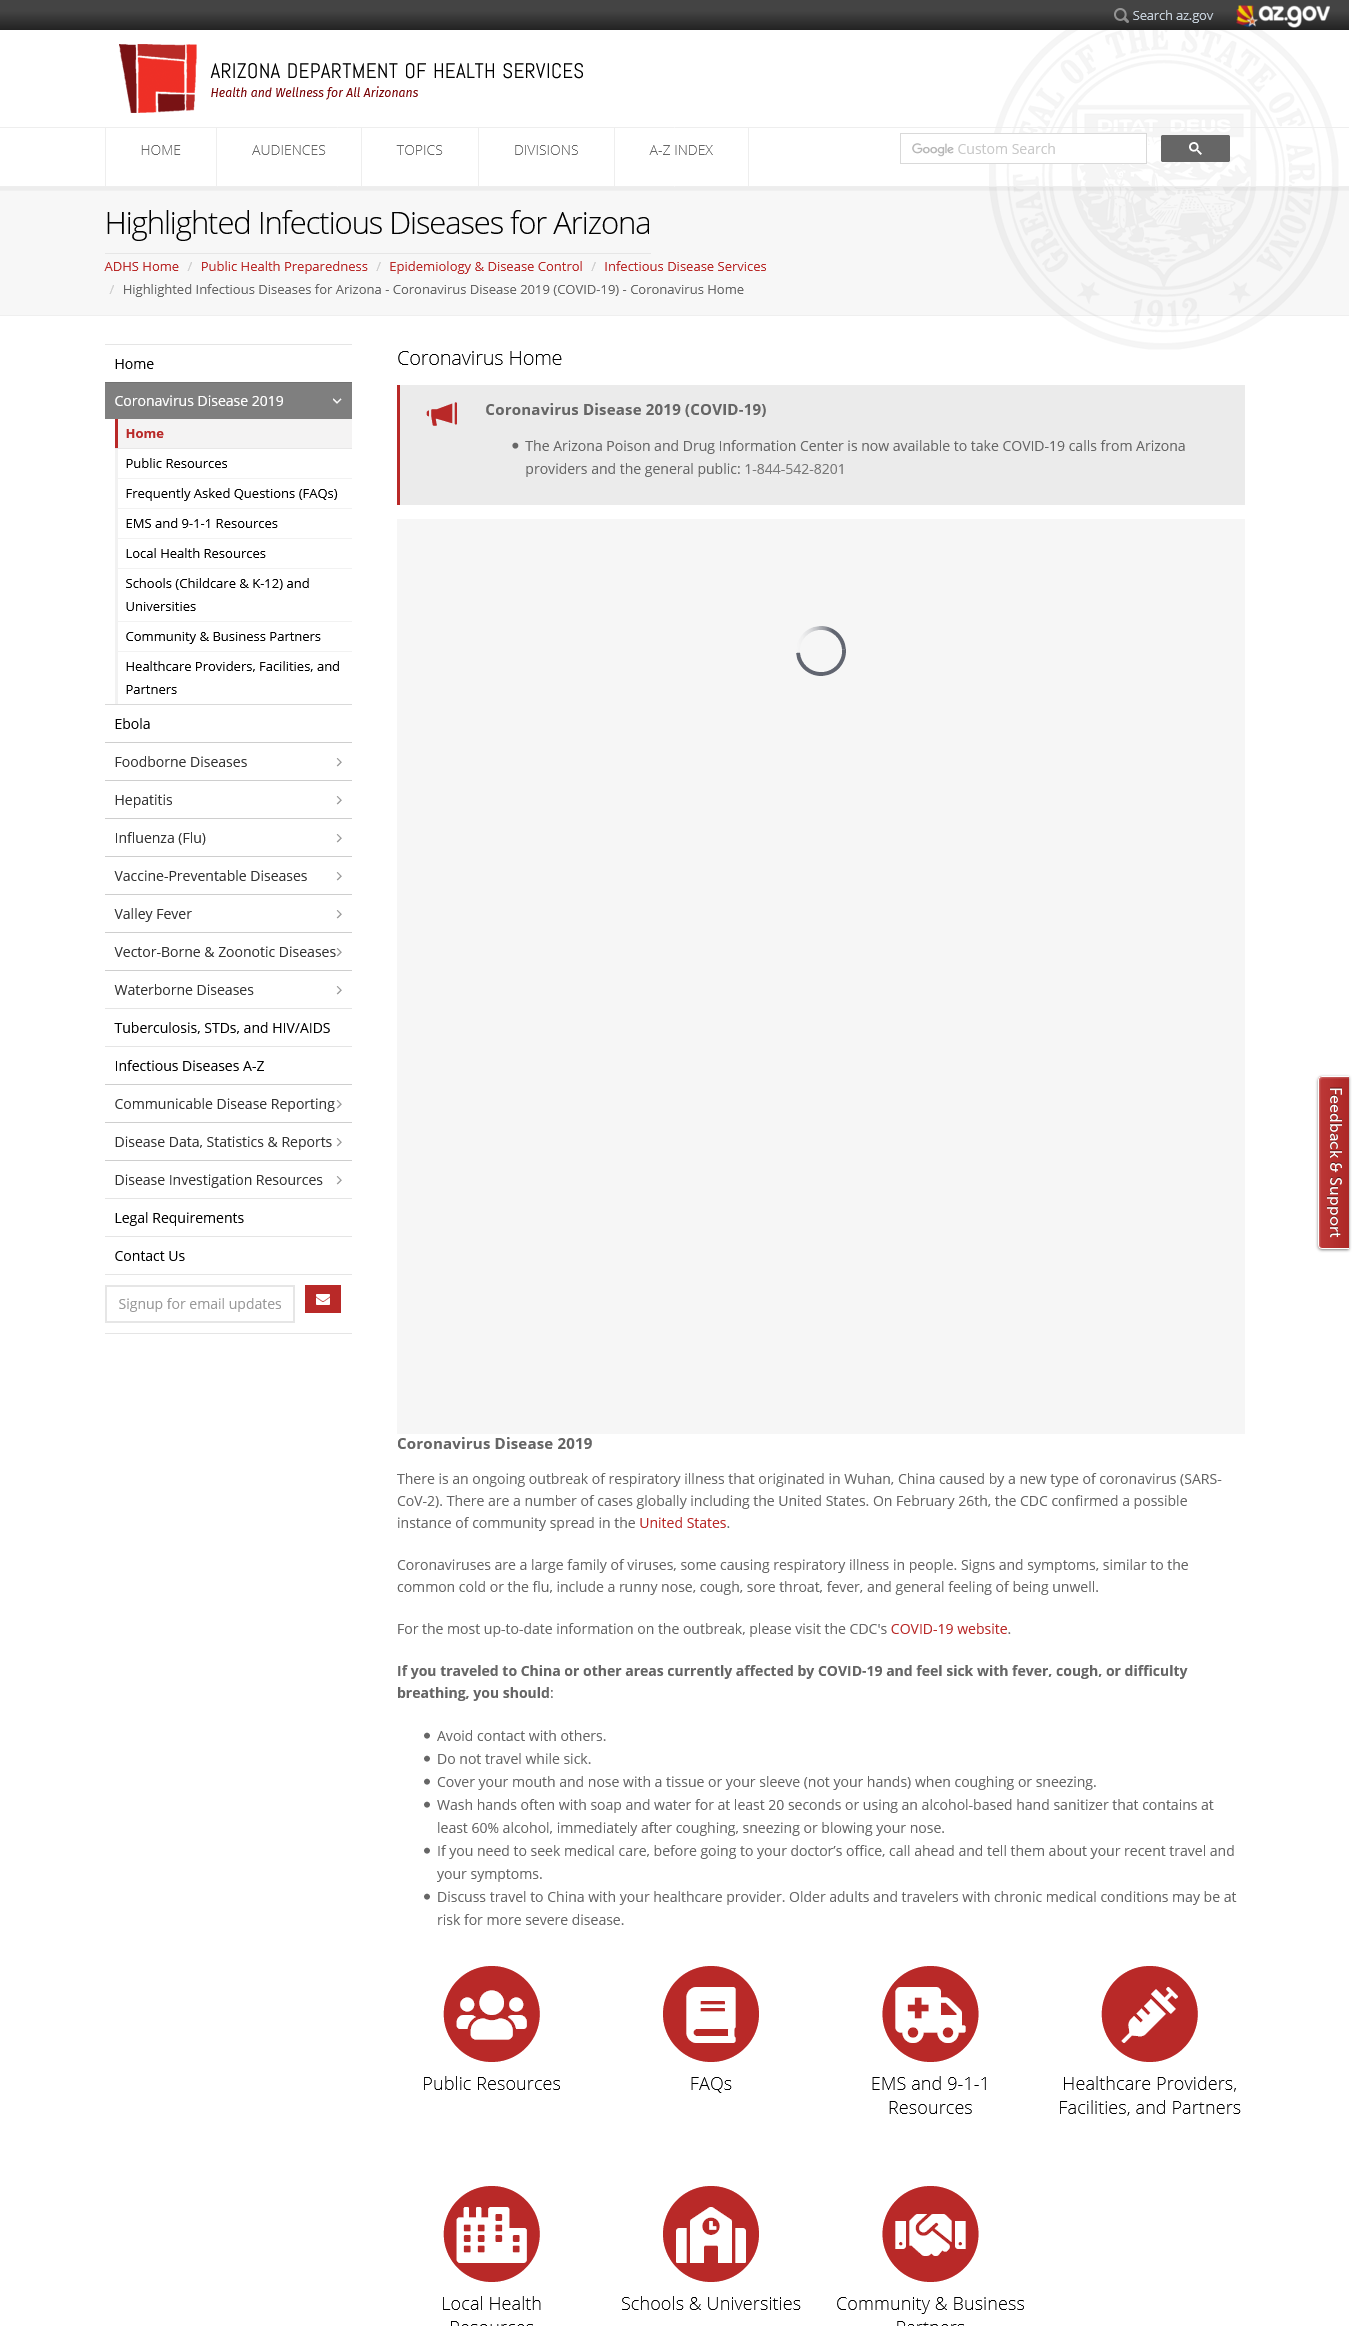 Search az.gov
az.gov
ARIZONA DEPARTMENT OF HEALTH SERVICES
Health and Wellness for All Arizonans
GREAT SEAL OF THE STATE OF ARIZONA
DITAT DEUS
1912
HOME
AUDIENCES
TOPICS
DIVISIONS
A-Z INDEX
Google Custom Search
Highlighted Infectious Diseases for Arizona
ADHS Home / Public Health Preparedness / Epidemiology & Disease Control / Infectious Disease Services
/ Highlighted Infectious Diseases for Arizona - Coronavirus Disease 2019 (COVID-19) - Coronavirus Home
Home
Coronavirus Disease 2019
Home
Public Resources
Frequently Asked Questions (FAQs)
EMS and 9-1-1 Resources
Local Health Resources
Schools (Childcare & K-12) and
Universities
Community & Business Partners
Healthcare Providers, Facilities, and
Partners
Ebola
Foodborne Diseases
Hepatitis
Influenza (Flu)
Vaccine-Preventable Diseases
Valley Fever
Vector-Borne & Zoonotic Diseases
Waterborne Diseases
Tuberculosis, STDs, and HIV/AIDS
Infectious Diseases A-Z
Communicable Disease Reporting
Disease Data, Statistics & Reports
Disease Investigation Resources
Legal Requirements
Contact Us
Signup for email updates
Coronavirus Home
Coronavirus Disease 2019 (COVID-19)
• The Arizona Poison and Drug Information Center is now available to take COVID-19 calls from Arizona
providers and the general public: 1-844-542-8201
Feedback & Support
Coronavirus Disease 2019
There is an ongoing outbreak of respiratory illness that originated in Wuhan, China caused by a new type of coronavirus (SARS-
CoV-2). There are a number of cases globally including the United States. On February 26th, the CDC confirmed a possible
instance of community spread in the United States.
Coronaviruses are a large family of viruses, some causing respiratory illness in people. Signs and symptoms, similar to the
common cold or the flu, include a runny nose, cough, sore throat, fever, and general feeling of being unwell.
For the most up-to-date information on the outbreak, please visit the CDC's COVID-19 website.
If you traveled to China or other areas currently affected by COVID-19 and feel sick with fever, cough, or difficulty
breathing, you should:
• Avoid contact with others.
• Do not travel while sick.
• Cover your mouth and nose with a tissue or your sleeve (not your hands) when coughing or sneezing.
• Wash hands often with soap and water for at least 20 seconds or using an alcohol-based hand sanitizer that contains at
least 60% alcohol, immediately after coughing, sneezing or blowing your nose.
• If you need to seek medical care, before going to your doctor’s office, call ahead and tell them about your recent travel and
your symptoms.
• Discuss travel to China with your healthcare provider. Older adults and travelers with chronic medical conditions may be at
risk for more severe disease.
Public Resources
FAQs
EMS and 9-1-1
Resources
Healthcare Providers,
Facilities, and Partners
Local Health
Resources
Schools & Universities
Community & Business
Partners